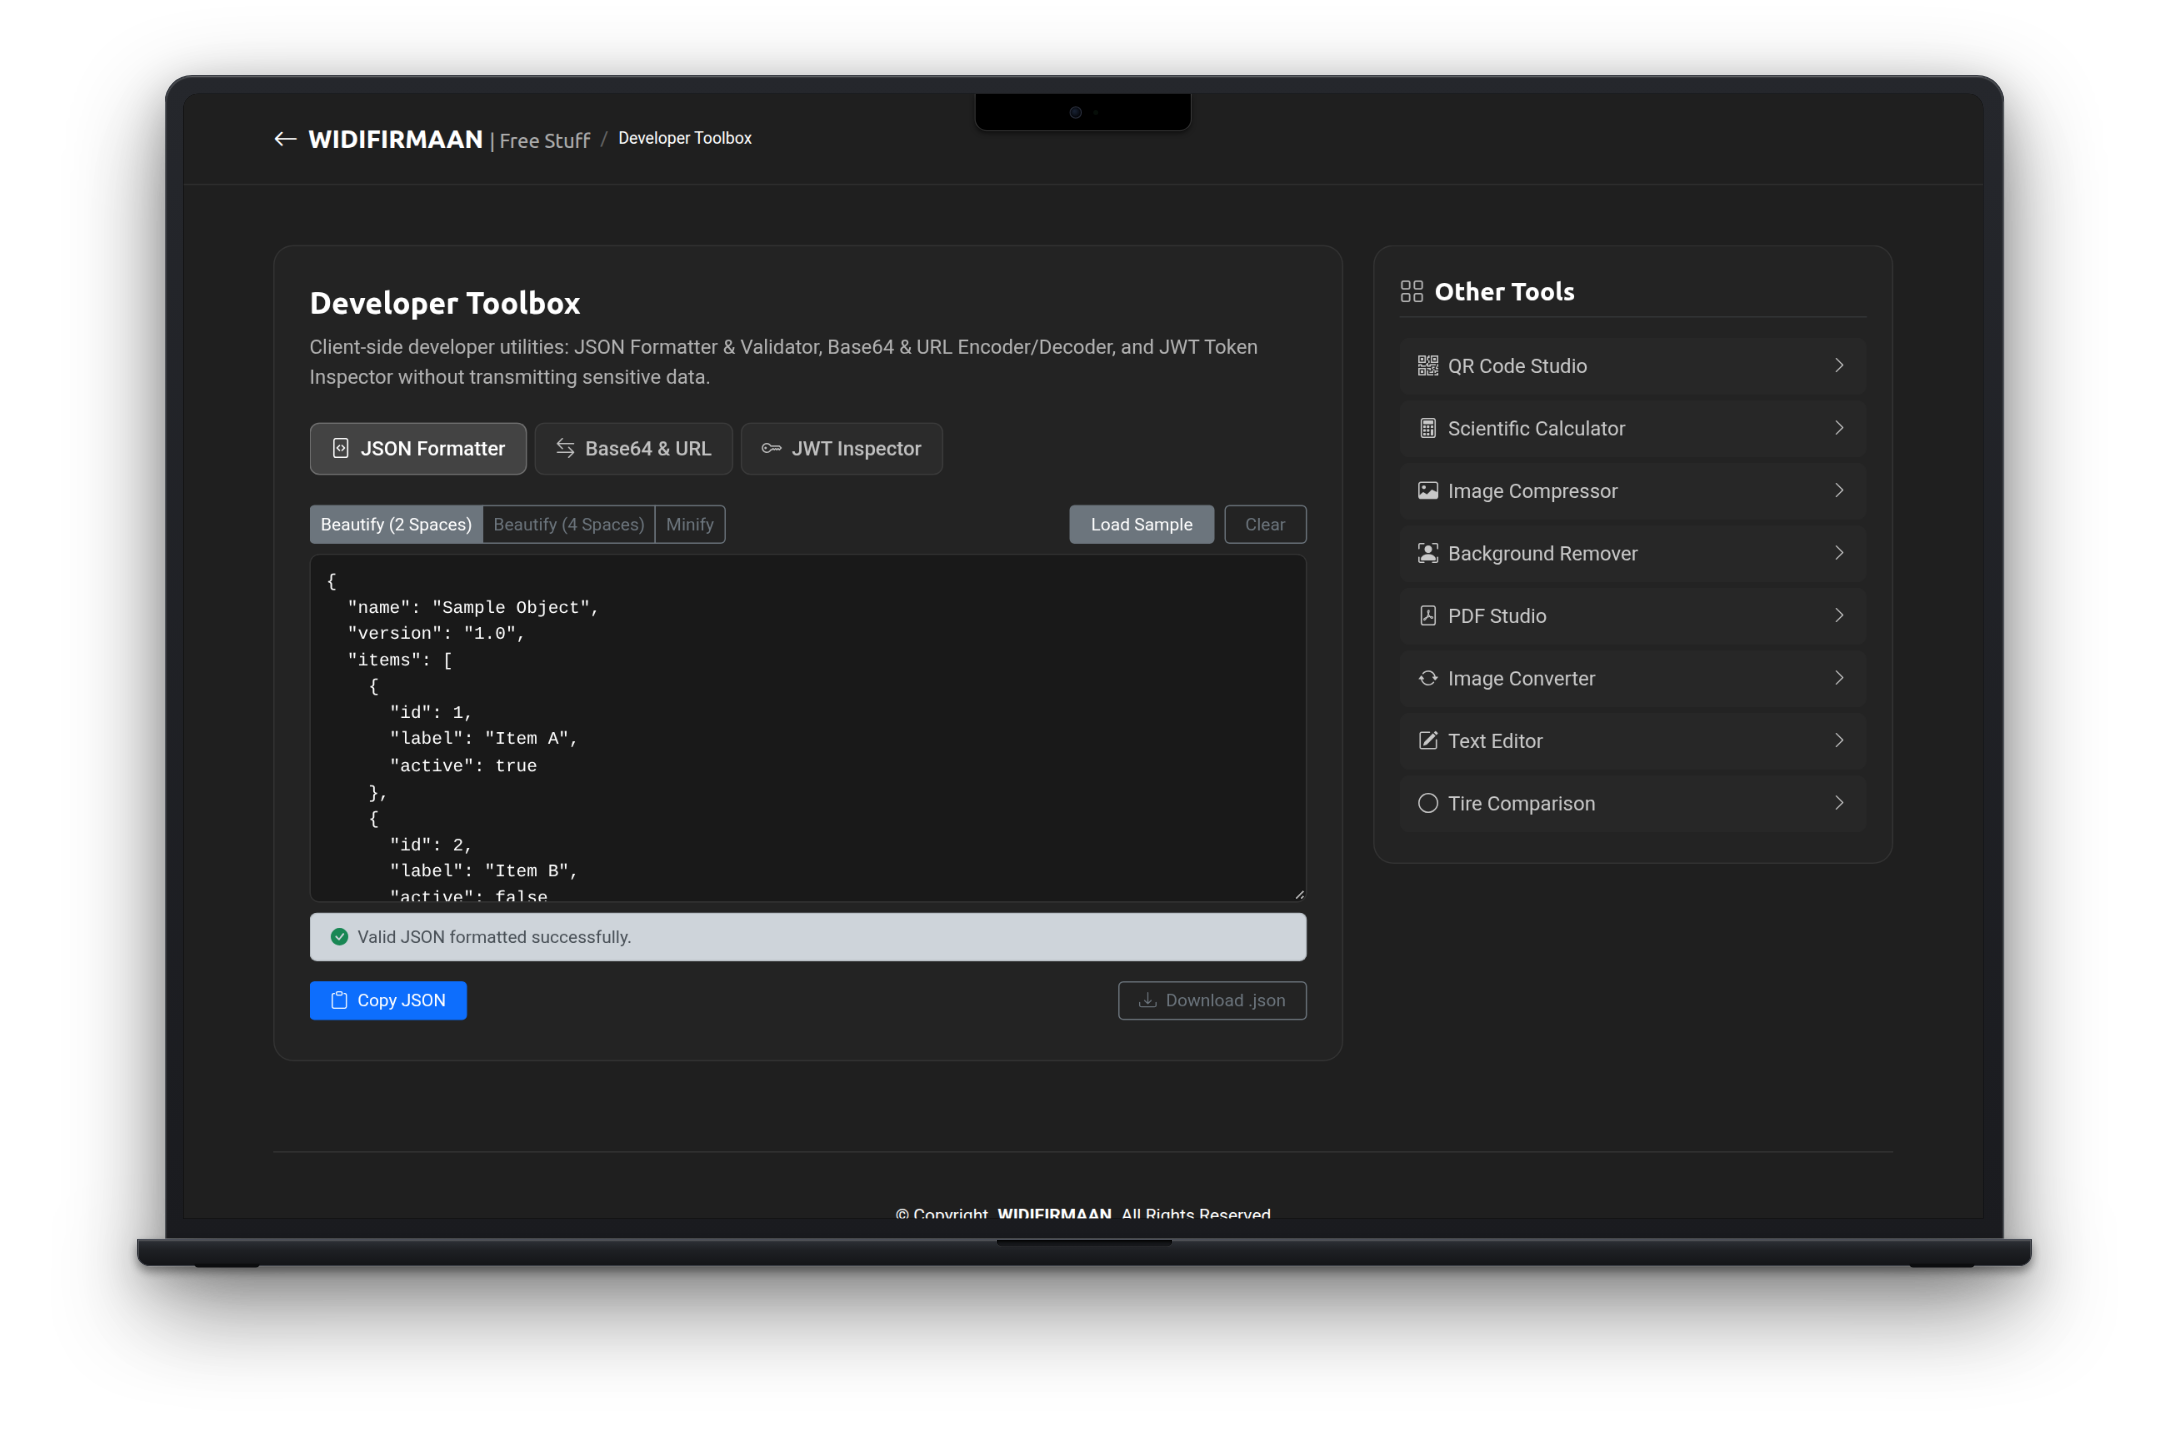 WIDIFIRMAAN | Free Stuff / Developer Toolbox
Developer Toolbox
Client-side developer utilities: JSON Formatter & Validator, Base64 & URL Encoder/Decoder, and JWT Token
Inspector without transmitting sensitive data.
JSON Formatter
Base64 & URL
JWT Inspector
Beautify (2 Spaces)
Beautify (4 Spaces)
Minify
Load Sample
Clear
{
  "name": "Sample Object",
  "version": "1.0",
  "items": [
    {
      "id": 1,
      "label": "Item A",
      "active": true
    },
    {
      "id": 2,
      "label": "Item B",
      "active": false
Valid JSON formatted successfully.
Copy JSON
Download .json
Other Tools
QR Code Studio
Scientific Calculator
Image Compressor
Background Remover
PDF Studio
Image Converter
Text Editor
Tire Comparison
© Copyright WIDIFIRMAAN All Rights Reserved